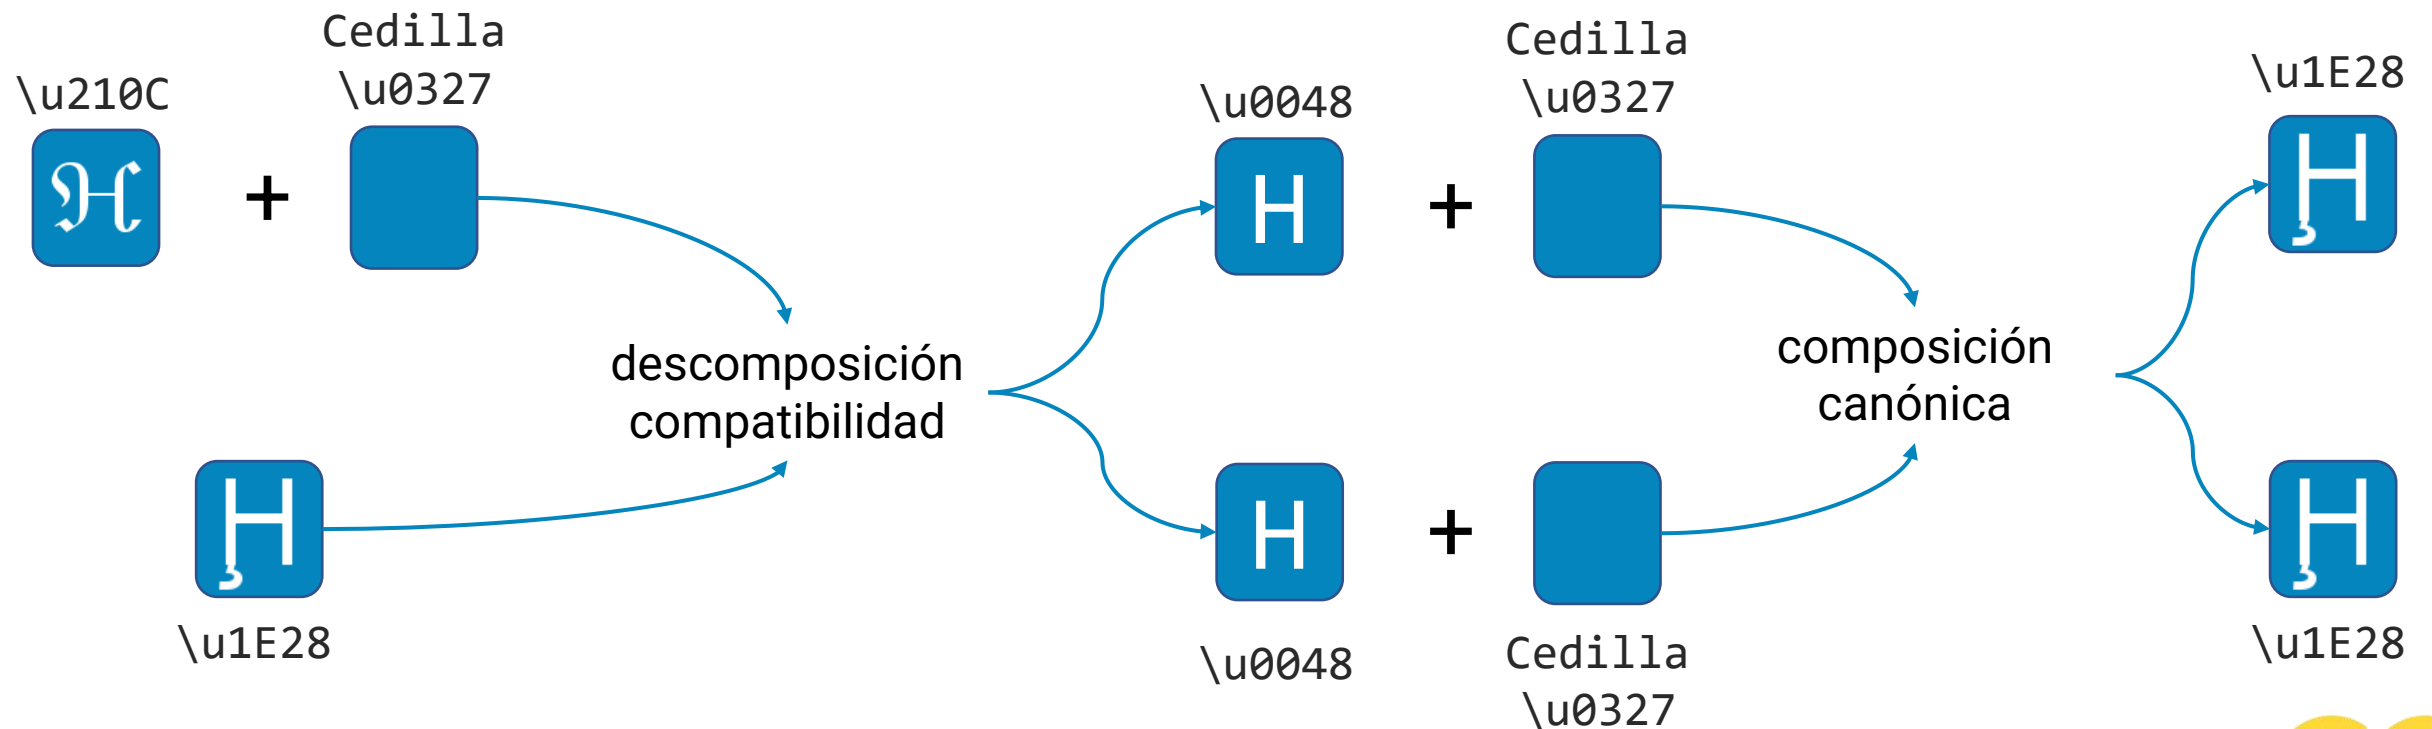 Cedilla
\u210C
\u0327
ℌ
+
descomposición
compatibilidad
Ḩ
\u1E28
Cedilla
\u0048
\u0327
H
+
H
+
\u0048
Cedilla
\u0327
composición
canónica
\u1E28
Ḩ
Ḩ
\u1E28